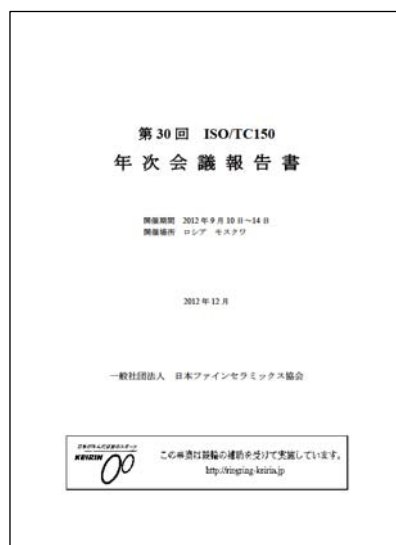 第30回 ISO/TC150
年次会議報告書
開催期間 2012年9月10日~14日
開催場所 ロシア モスクワ
2012年12月
一般社団法人 日本ファインセラミックス協会
KEIRIN
この事業は競輪の補助を受けて実施しています。
http://ringring-keirin.jp